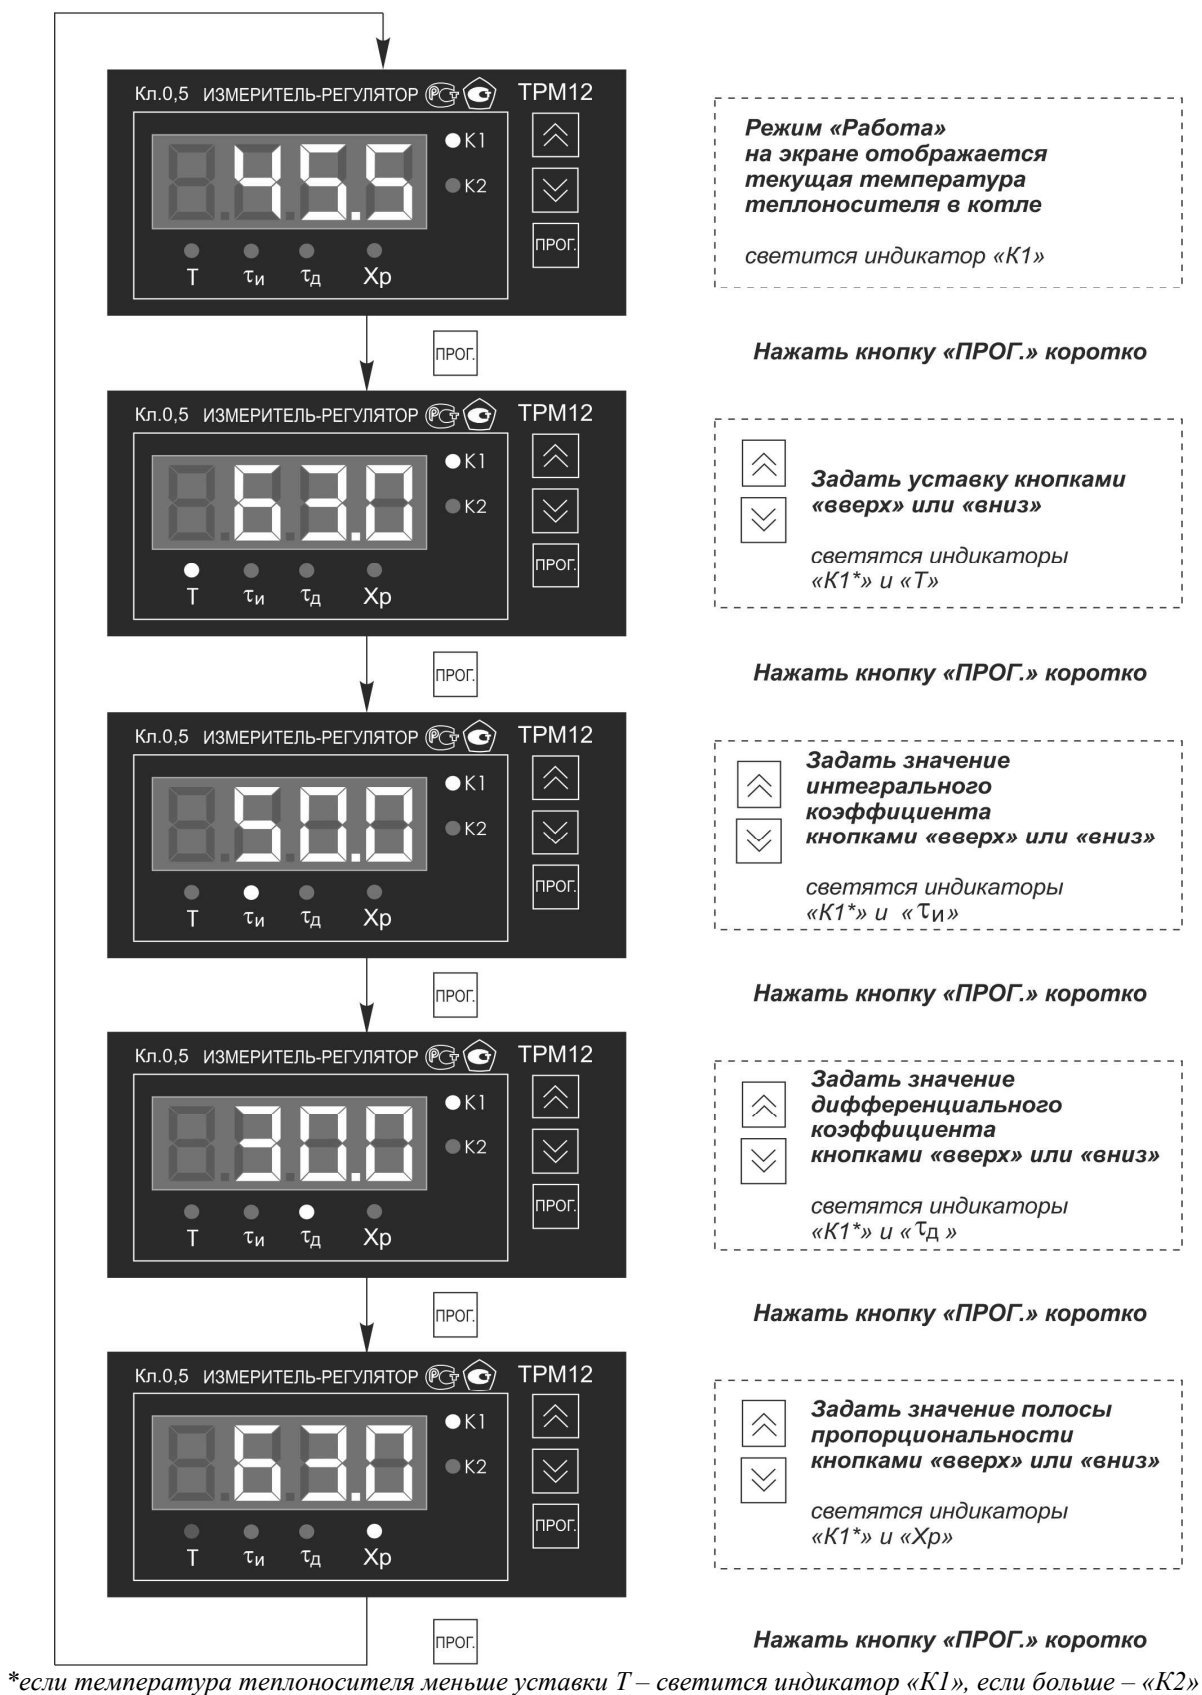 Кл.0,5 ИЗМЕРИТЕЛЬ-РЕГУЛЯТОР РСТ С ТРМ12
45.5
К1
К2
ПРОГ.
Т τи τд Хр
Режим «Работа»
на экране отображается
текущая температура
теплоносителя в котле
светится индикатор «К1»
ПРОГ.
Нажать кнопку «ПРОГ.» коротко
Кл.0,5 ИЗМЕРИТЕЛЬ-РЕГУЛЯТОР РСТ С ТРМ12
63.0
К1
К2
ПРОГ.
Т τи τд Хр
Задать уставку кнопками
«вверх» или «вниз»
светятся индикаторы
«К1*» и «Т»
ПРОГ.
Нажать кнопку «ПРОГ.» коротко
Кл.0,5 ИЗМЕРИТЕЛЬ-РЕГУЛЯТОР РСТ С ТРМ12
50.0
К1
К2
ПРОГ.
Т τи τд Хр
Задать значение
интегрального
коэффициента
кнопками «вверх» или «вниз»
светятся индикаторы
«К1*» и «τи»
ПРОГ.
Нажать кнопку «ПРОГ.» коротко
Кл.0,5 ИЗМЕРИТЕЛЬ-РЕГУЛЯТОР РСТ С ТРМ12
30.0
К1
К2
ПРОГ.
Т τи τд Хр
Задать значение
дифференциального
коэффициента
кнопками «вверх» или «вниз»
светятся индикаторы
«К1*» и «τд »
ПРОГ.
Нажать кнопку «ПРОГ.» коротко
Кл.0,5 ИЗМЕРИТЕЛЬ-РЕГУЛЯТОР РСТ С ТРМ12
63.0
К1
К2
ПРОГ.
Т τи τд Хр
Задать значение полосы
пропорциональности
кнопками «вверх» или «вниз»
светятся индикаторы
«К1*» и «Хр»
ПРОГ.
Нажать кнопку «ПРОГ.» коротко
*если температура теплоносителя меньше уставки Т – светится индикатор «К1», если больше – «К2»